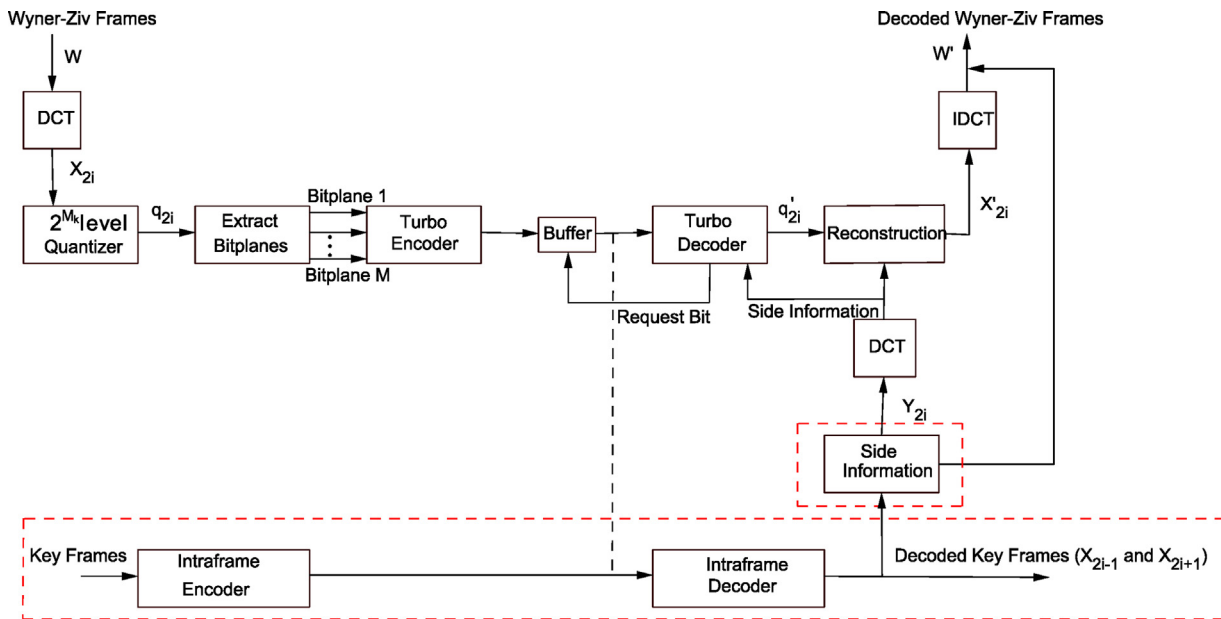 Wyner-Ziv Frames
Decoded Wyner-Ziv Frames
W
W'
DCT
IDCT
X2i
X'2i
Bitplane 1
2^Mk level
Quantizer
q2i
Extract
Bitplanes
Turbo
Encoder
Buffer
Turbo
Decoder
q'2i
Reconstruction
Bitplane M
Request Bit
Side Information
DCT
Y2i
Side
Information
Key Frames
Intraframe
Encoder
Intraframe
Decoder
Decoded Key Frames (X2i-1 and X2i+1)